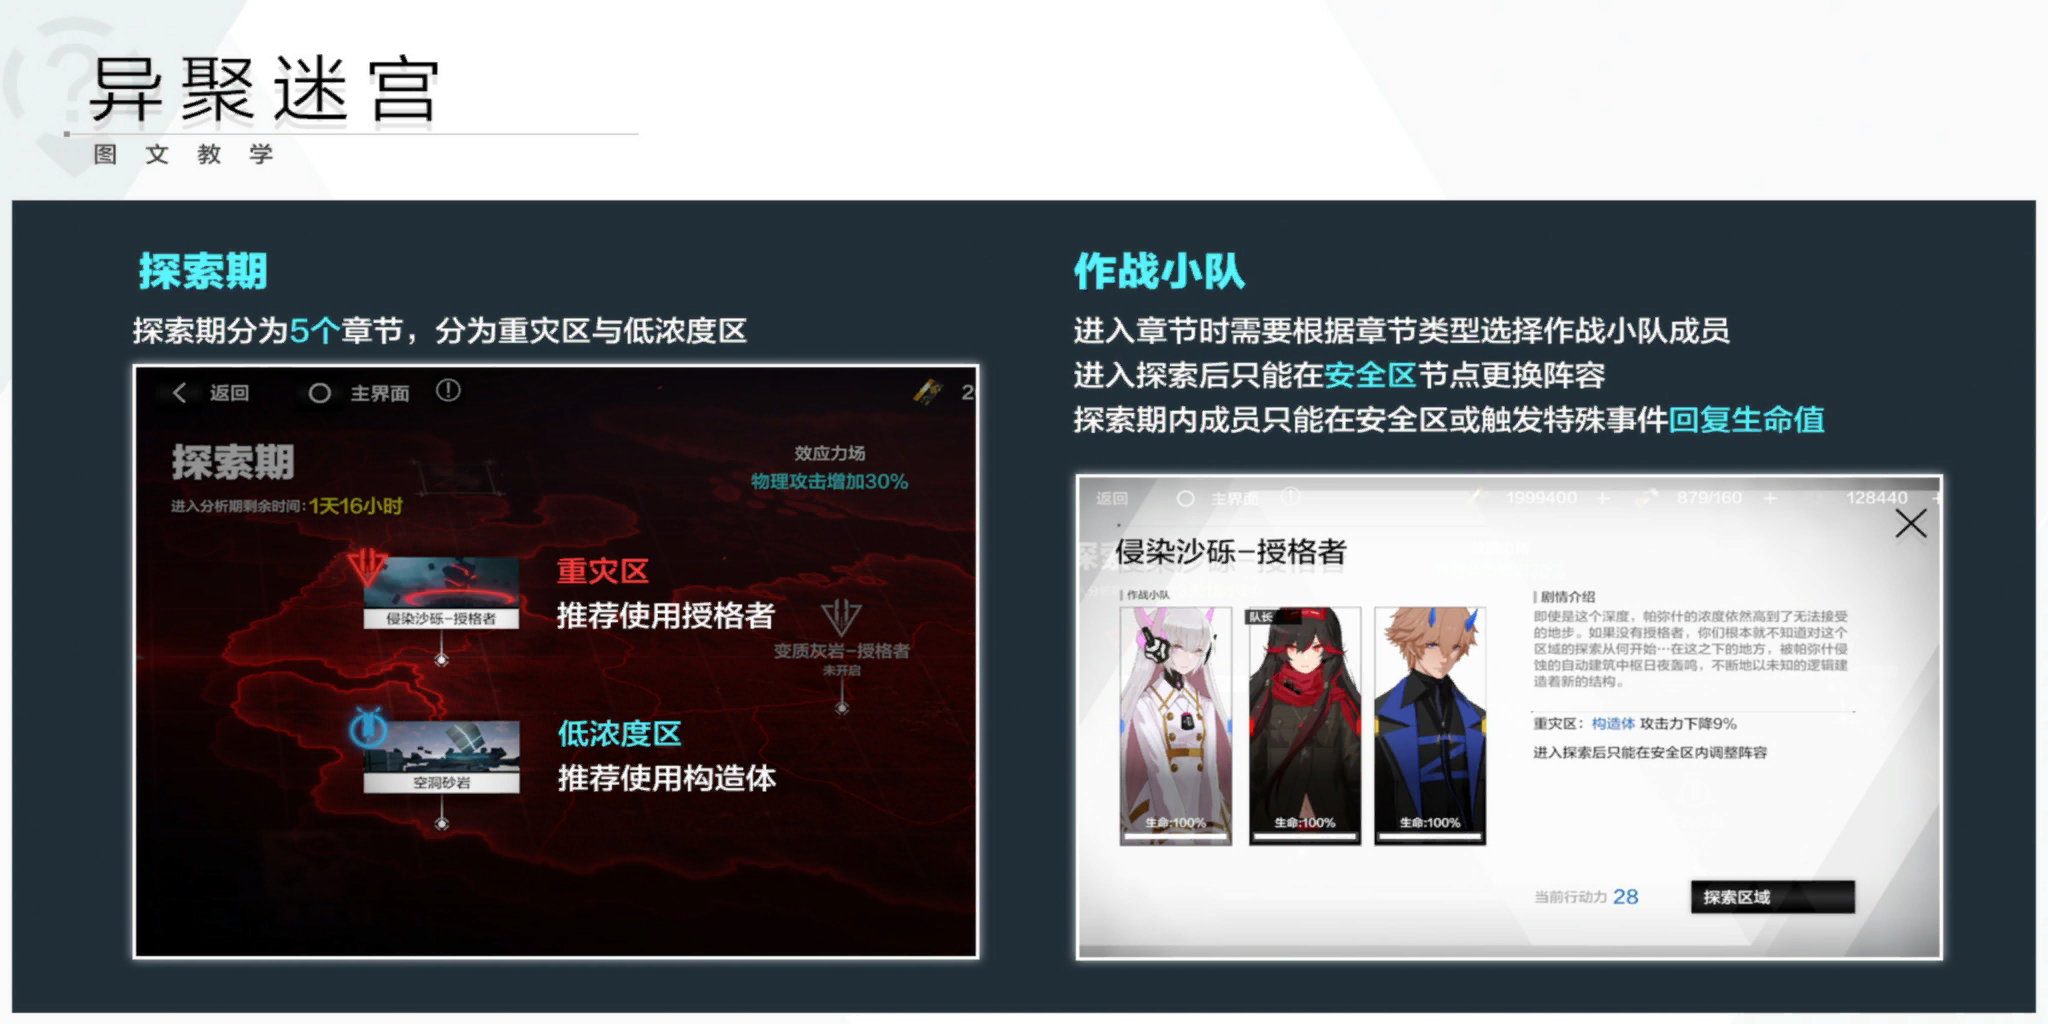 异聚迷宫
图文教学
探索期
探索期分为5个章节，分为重灾区与低浓度区
返回
主界面
2
探索期
进入分析期剩余时间：1天16小时
效应力场
物理攻击增加30%
侵染沙砾-授格者
重灾区
推荐使用授格者
变质灰岩-授格者
未开启
空洞砂岩
低浓度区
推荐使用构造体
作战小队
进入章节时需要根据章节类型选择作战小队成员
进入探索后只能在安全区节点更换阵容
探索期内成员只能在安全区或触发特殊事件回复生命值
返回
主界面
1999400
879/160
128440
侵染沙砾-授格者
作战小队
队长
生命:100%
生命:100%
生命:100%
剧情介绍
即使是这个深度，帕弥什的浓度依然高到了无法接受
的地步。如果没有授格者，你们根本就不知道对这个
区域的探索从何开始…在这之下的地方，被帕弥什侵
蚀的自动建筑中枢日夜轰鸣，不断地以未知的逻辑建
造着新的结构。
重灾区：构造体 攻击力下降9%
进入探索后只能在安全区内调整阵容
当前行动力 28
探索区域